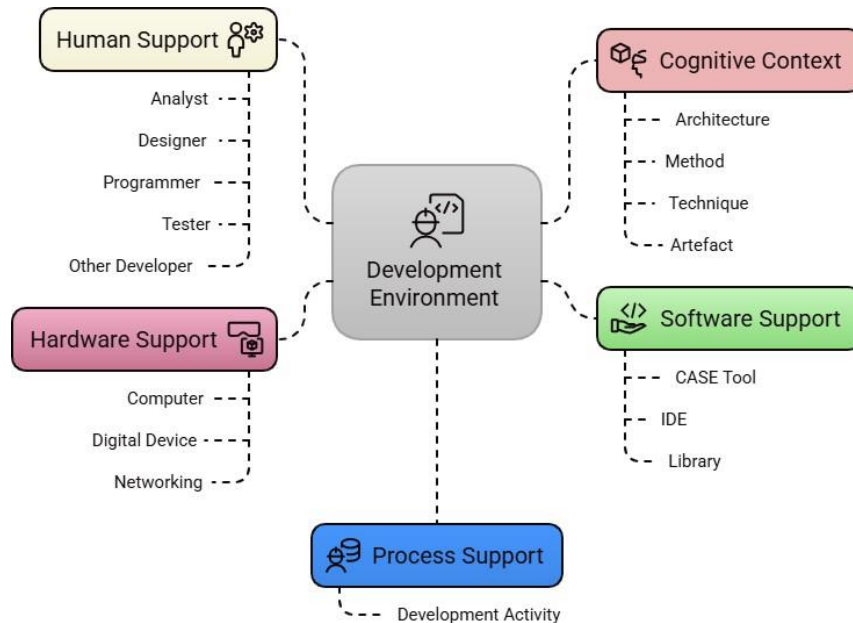 Human Support
Analyst
Designer
Programmer
Tester
Other Developer
Cognitive Context
Architecture
Method
Technique
Artefact
</>
Development
Environment
Hardware Support
Computer
Digital Device
Networking
</>
Software Support
CASE Tool
IDE
Library
Process Support
Development Activity